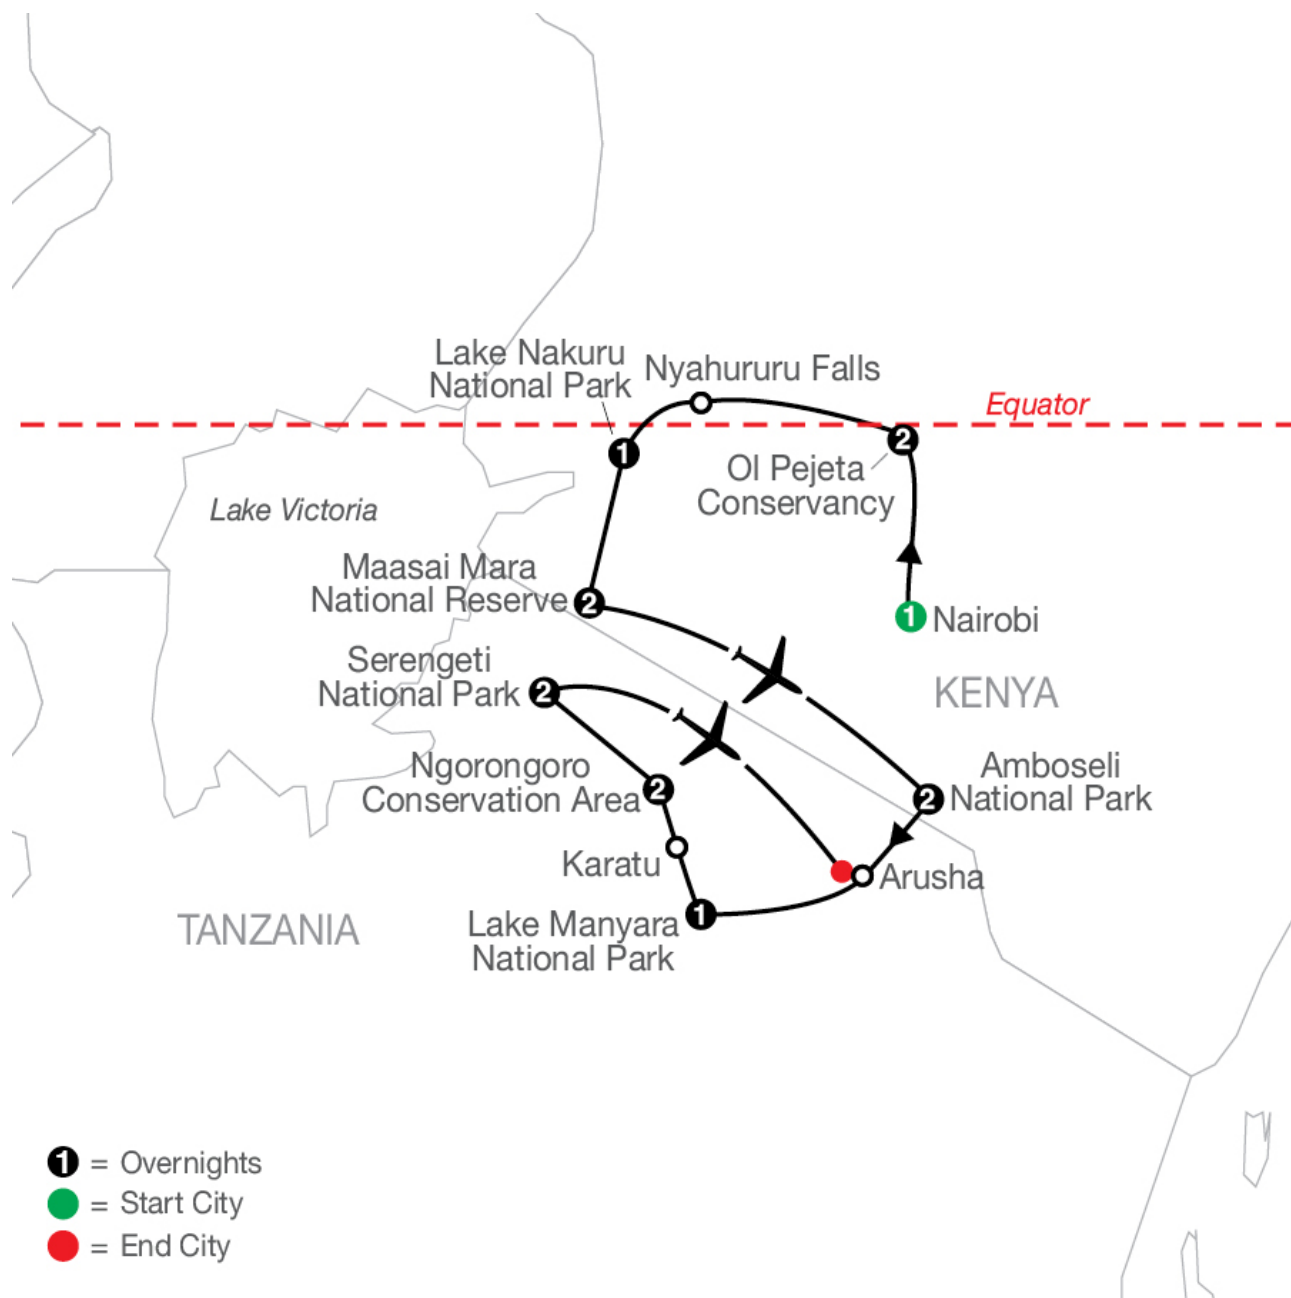 Lake Nakuru
National Park
Nyahururu Falls
Equator
1
2
Ol Pejeta
Conservancy
Lake Victoria
Maasai Mara
National Reserve
2
1
Nairobi
Serengeti
National Park
2
KENYA
Ngorongoro
Conservation Area
2
Amboseli
National Park
2
Karatu
Arusha
Lake Manyara
National Park
1
TANZANIA
1 = Overnights
= Start City
= End City